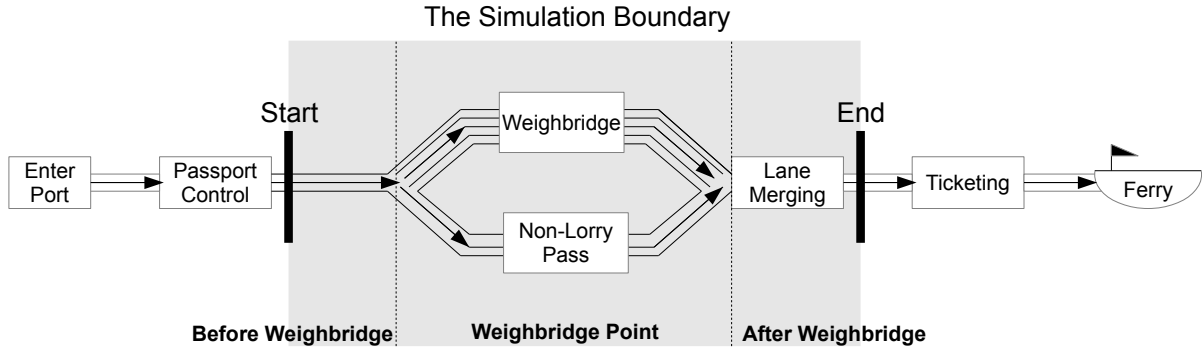 The Simulation Boundary
Start
End
Enter
Port
Passport
Control
Weighbridge
Non-Lorry
Pass
Lane
Merging
Ticketing
Ferry
Before Weighbridge
Weighbridge Point
After Weighbridge